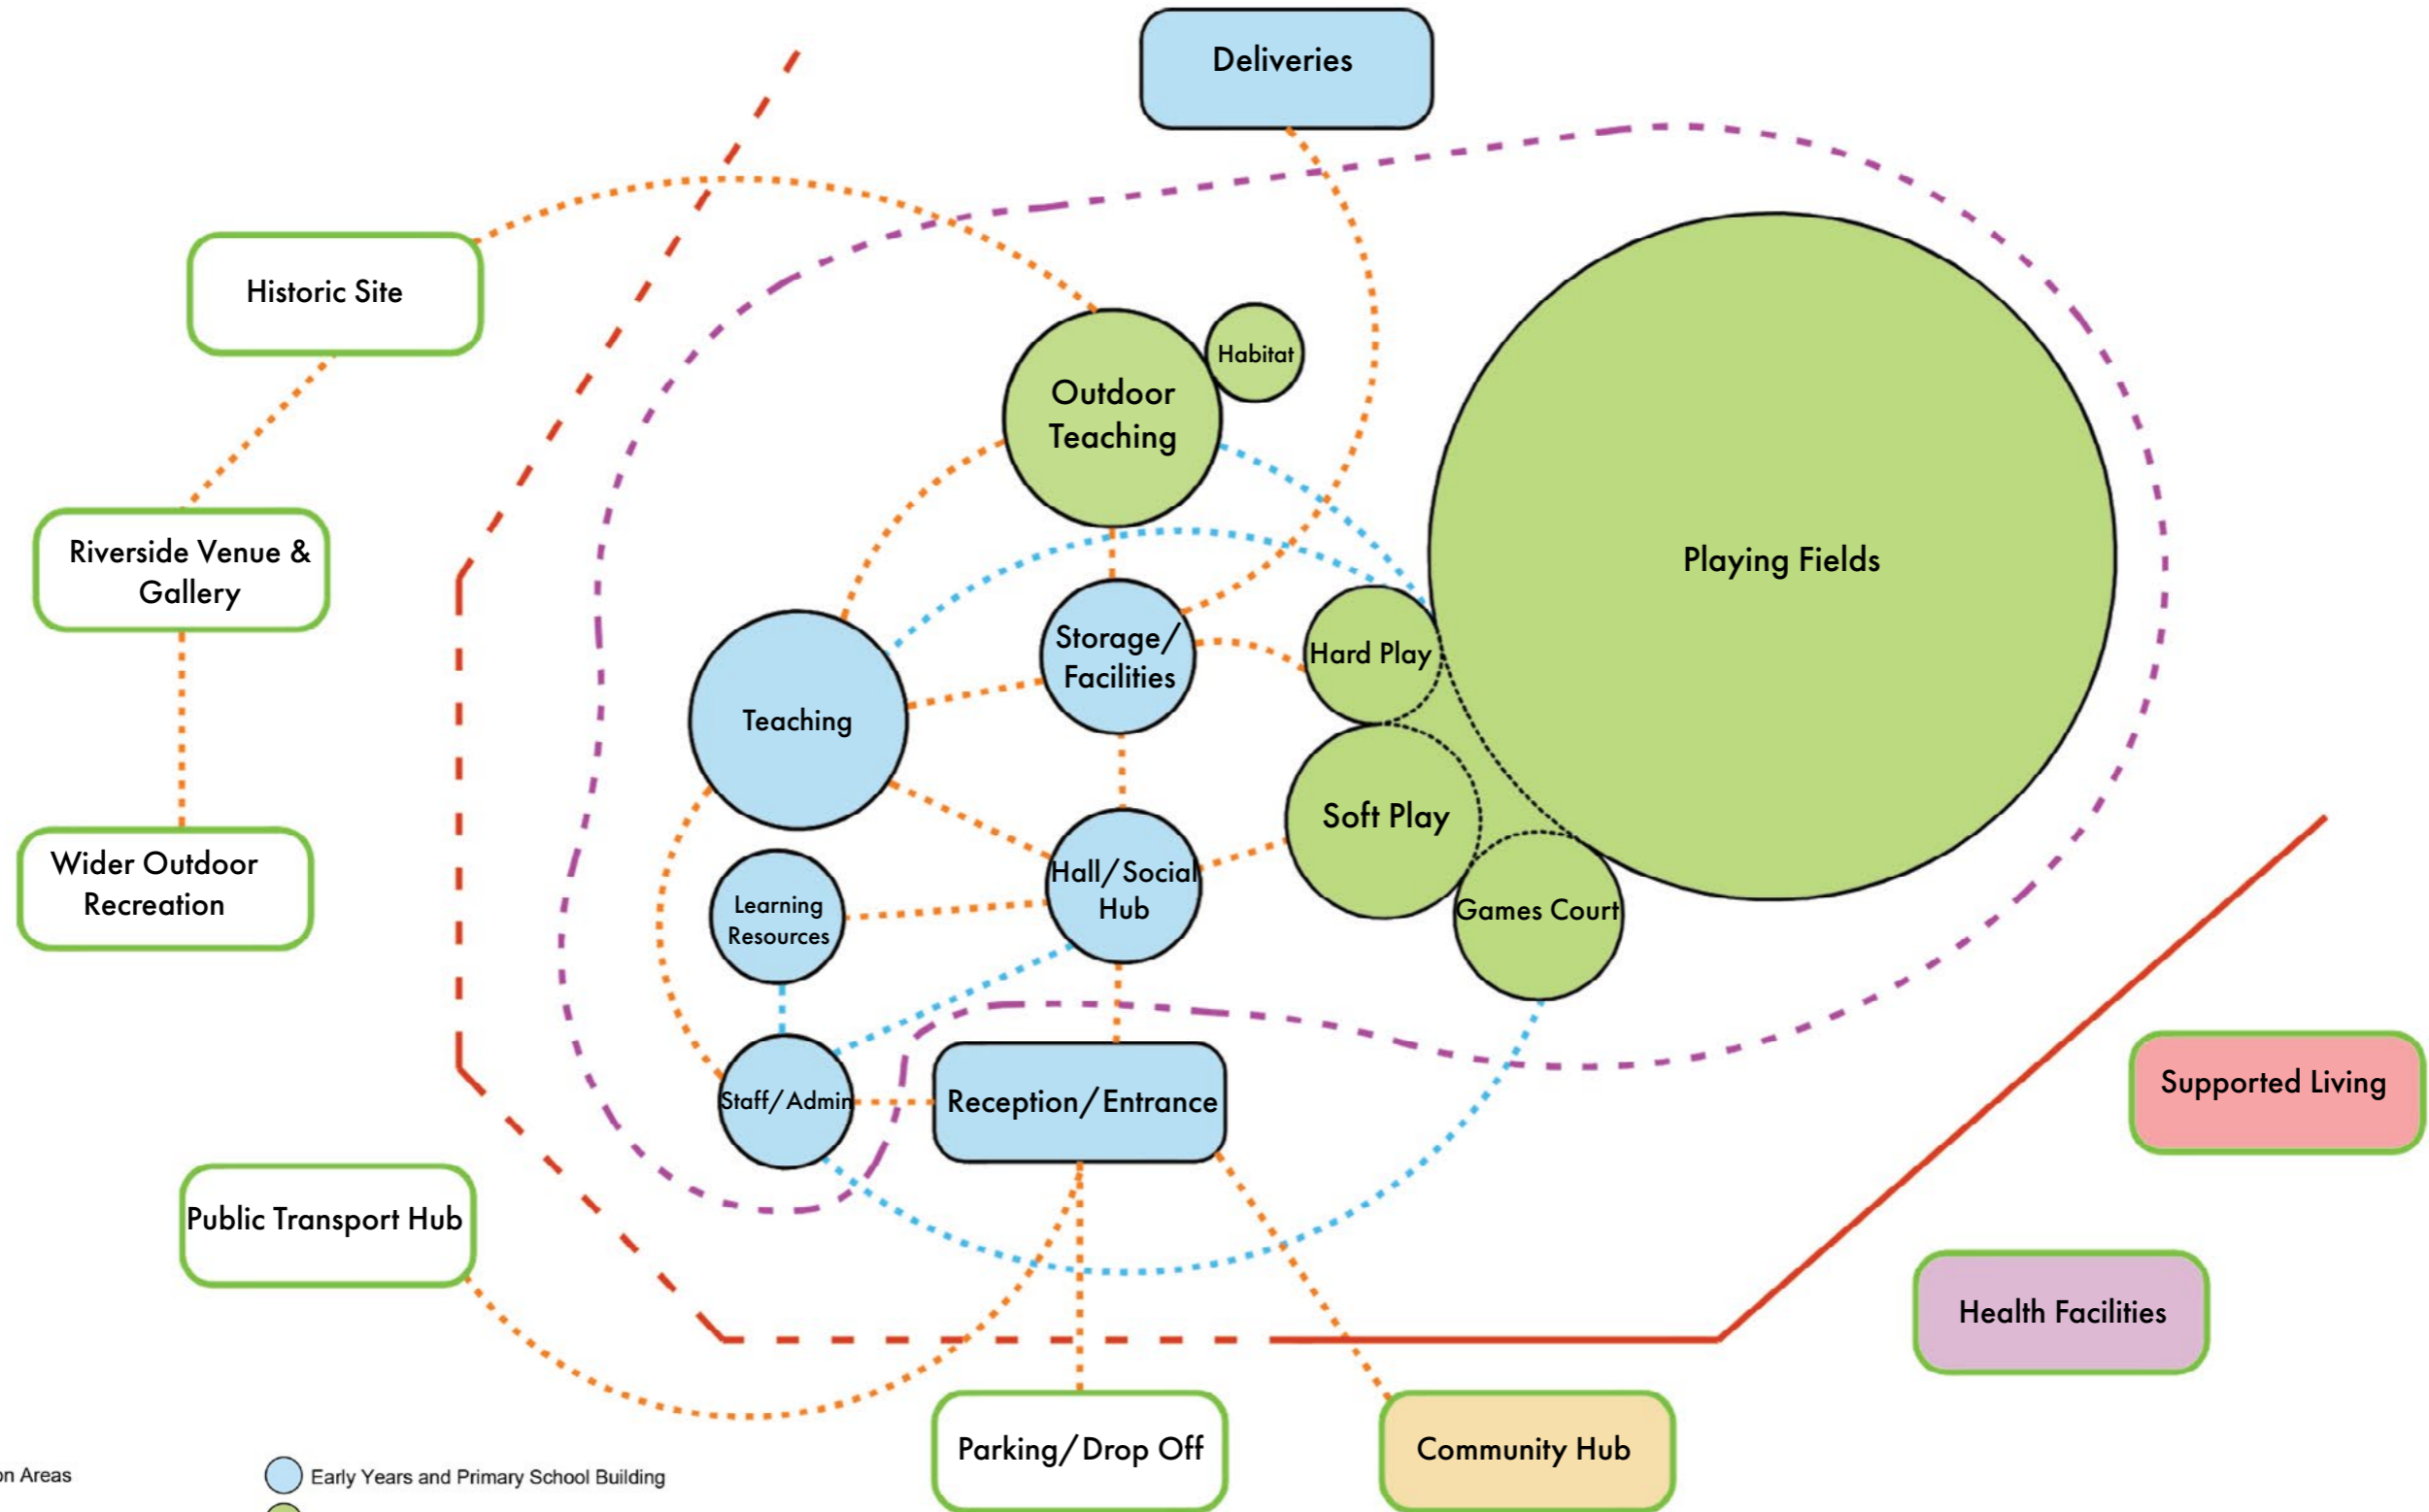 Deliveries
Historic Site
Habitat
Outdoor
Teaching
Riverside Venue &
Gallery
Playing Fields
Storage/
Facilities
Hard Play
Teaching
Soft Play
Wider Outdoor
Recreation
Hall/Social
Hub
Learning
Resources
Games Court
Staff/Admin
Reception/Entrance
Supported Living
Public Transport Hub
Health Facilities
Parking/Drop Off
Community Hub
Areas
Early Years and Primary School Building